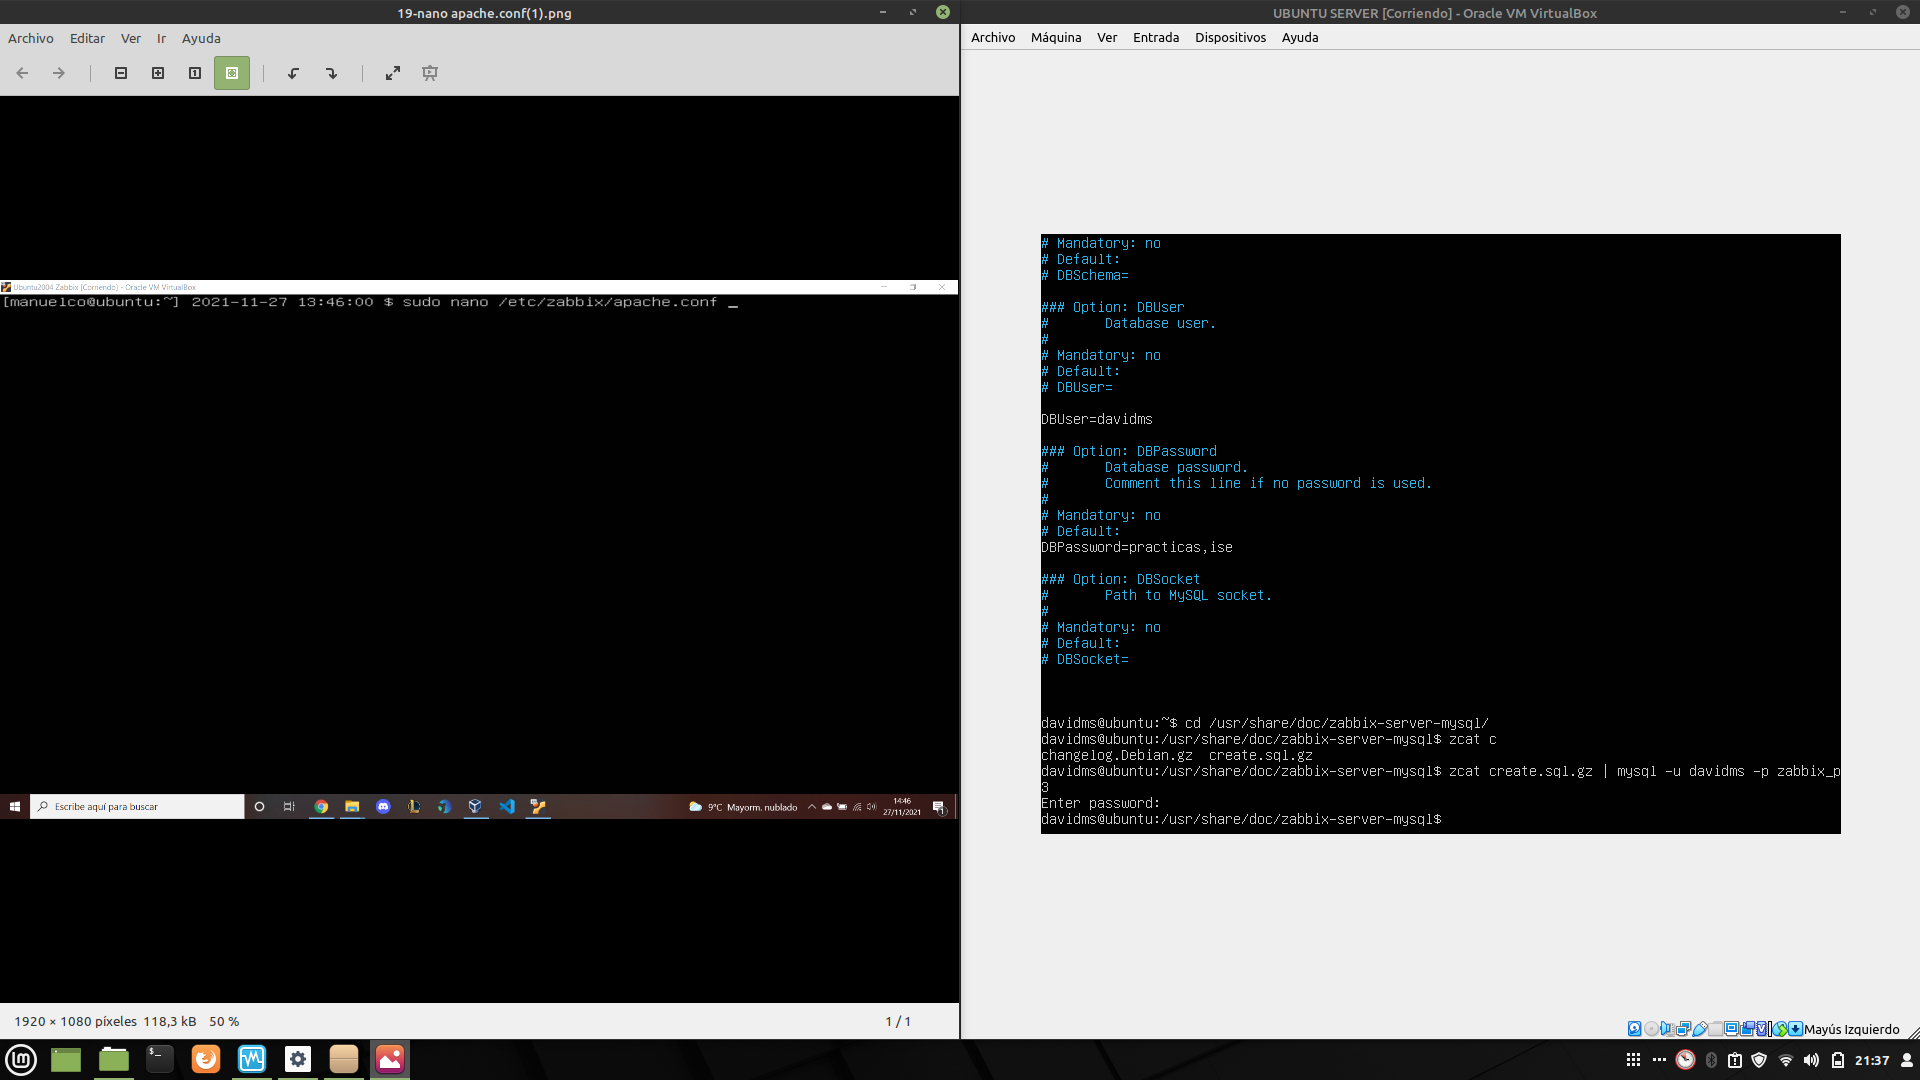 19-nano apache.conf(1).png
Archivo Editar Ver Ir Ayuda
Ubuntu2004 Zabbix [Corriendo] - Oracle VM VirtualBox
[manuelco@ubuntu:~] 2021-11-27 13:46:00 $ sudo nano /etc/zabbix/apache.conf _
Escribe aquí para buscar
9°C Mayorm. nublado
14:46
27/11/2021
1
1920 × 1080 píxeles 118,3 kB 50 %
1 / 1
UBUNTU SERVER [Corriendo] - Oracle VM VirtualBox
Archivo Máquina Ver Entrada Dispositivos Ayuda
# Mandatory: no
# Default:
# DBSchema=
### Option: DBUser
#       Database user.
#
# Mandatory: no
# Default:
# DBUser=
DBUser=davidms
### Option: DBPassword
#       Database password.
#       Comment this line if no password is used.
#
# Mandatory: no
# Default:
DBPassword=practicas,ise
### Option: DBSocket
#       Path to MySQL socket.
#
# Mandatory: no
# Default:
# DBSocket=
davidms@ubuntu:~$ cd /usr/share/doc/zabbix-server-mysql/
davidms@ubuntu:/usr/share/doc/zabbix-server-mysql$ zcat c
changelog.Debian.gz  create.sql.gz
davidms@ubuntu:/usr/share/doc/zabbix-server-mysql$ zcat create.sql.gz | mysql -u davidms -p zabbix_p
3
Enter password:
davidms@ubuntu:/usr/share/doc/zabbix-server-mysql$
Mayús Izquierdo
21:37